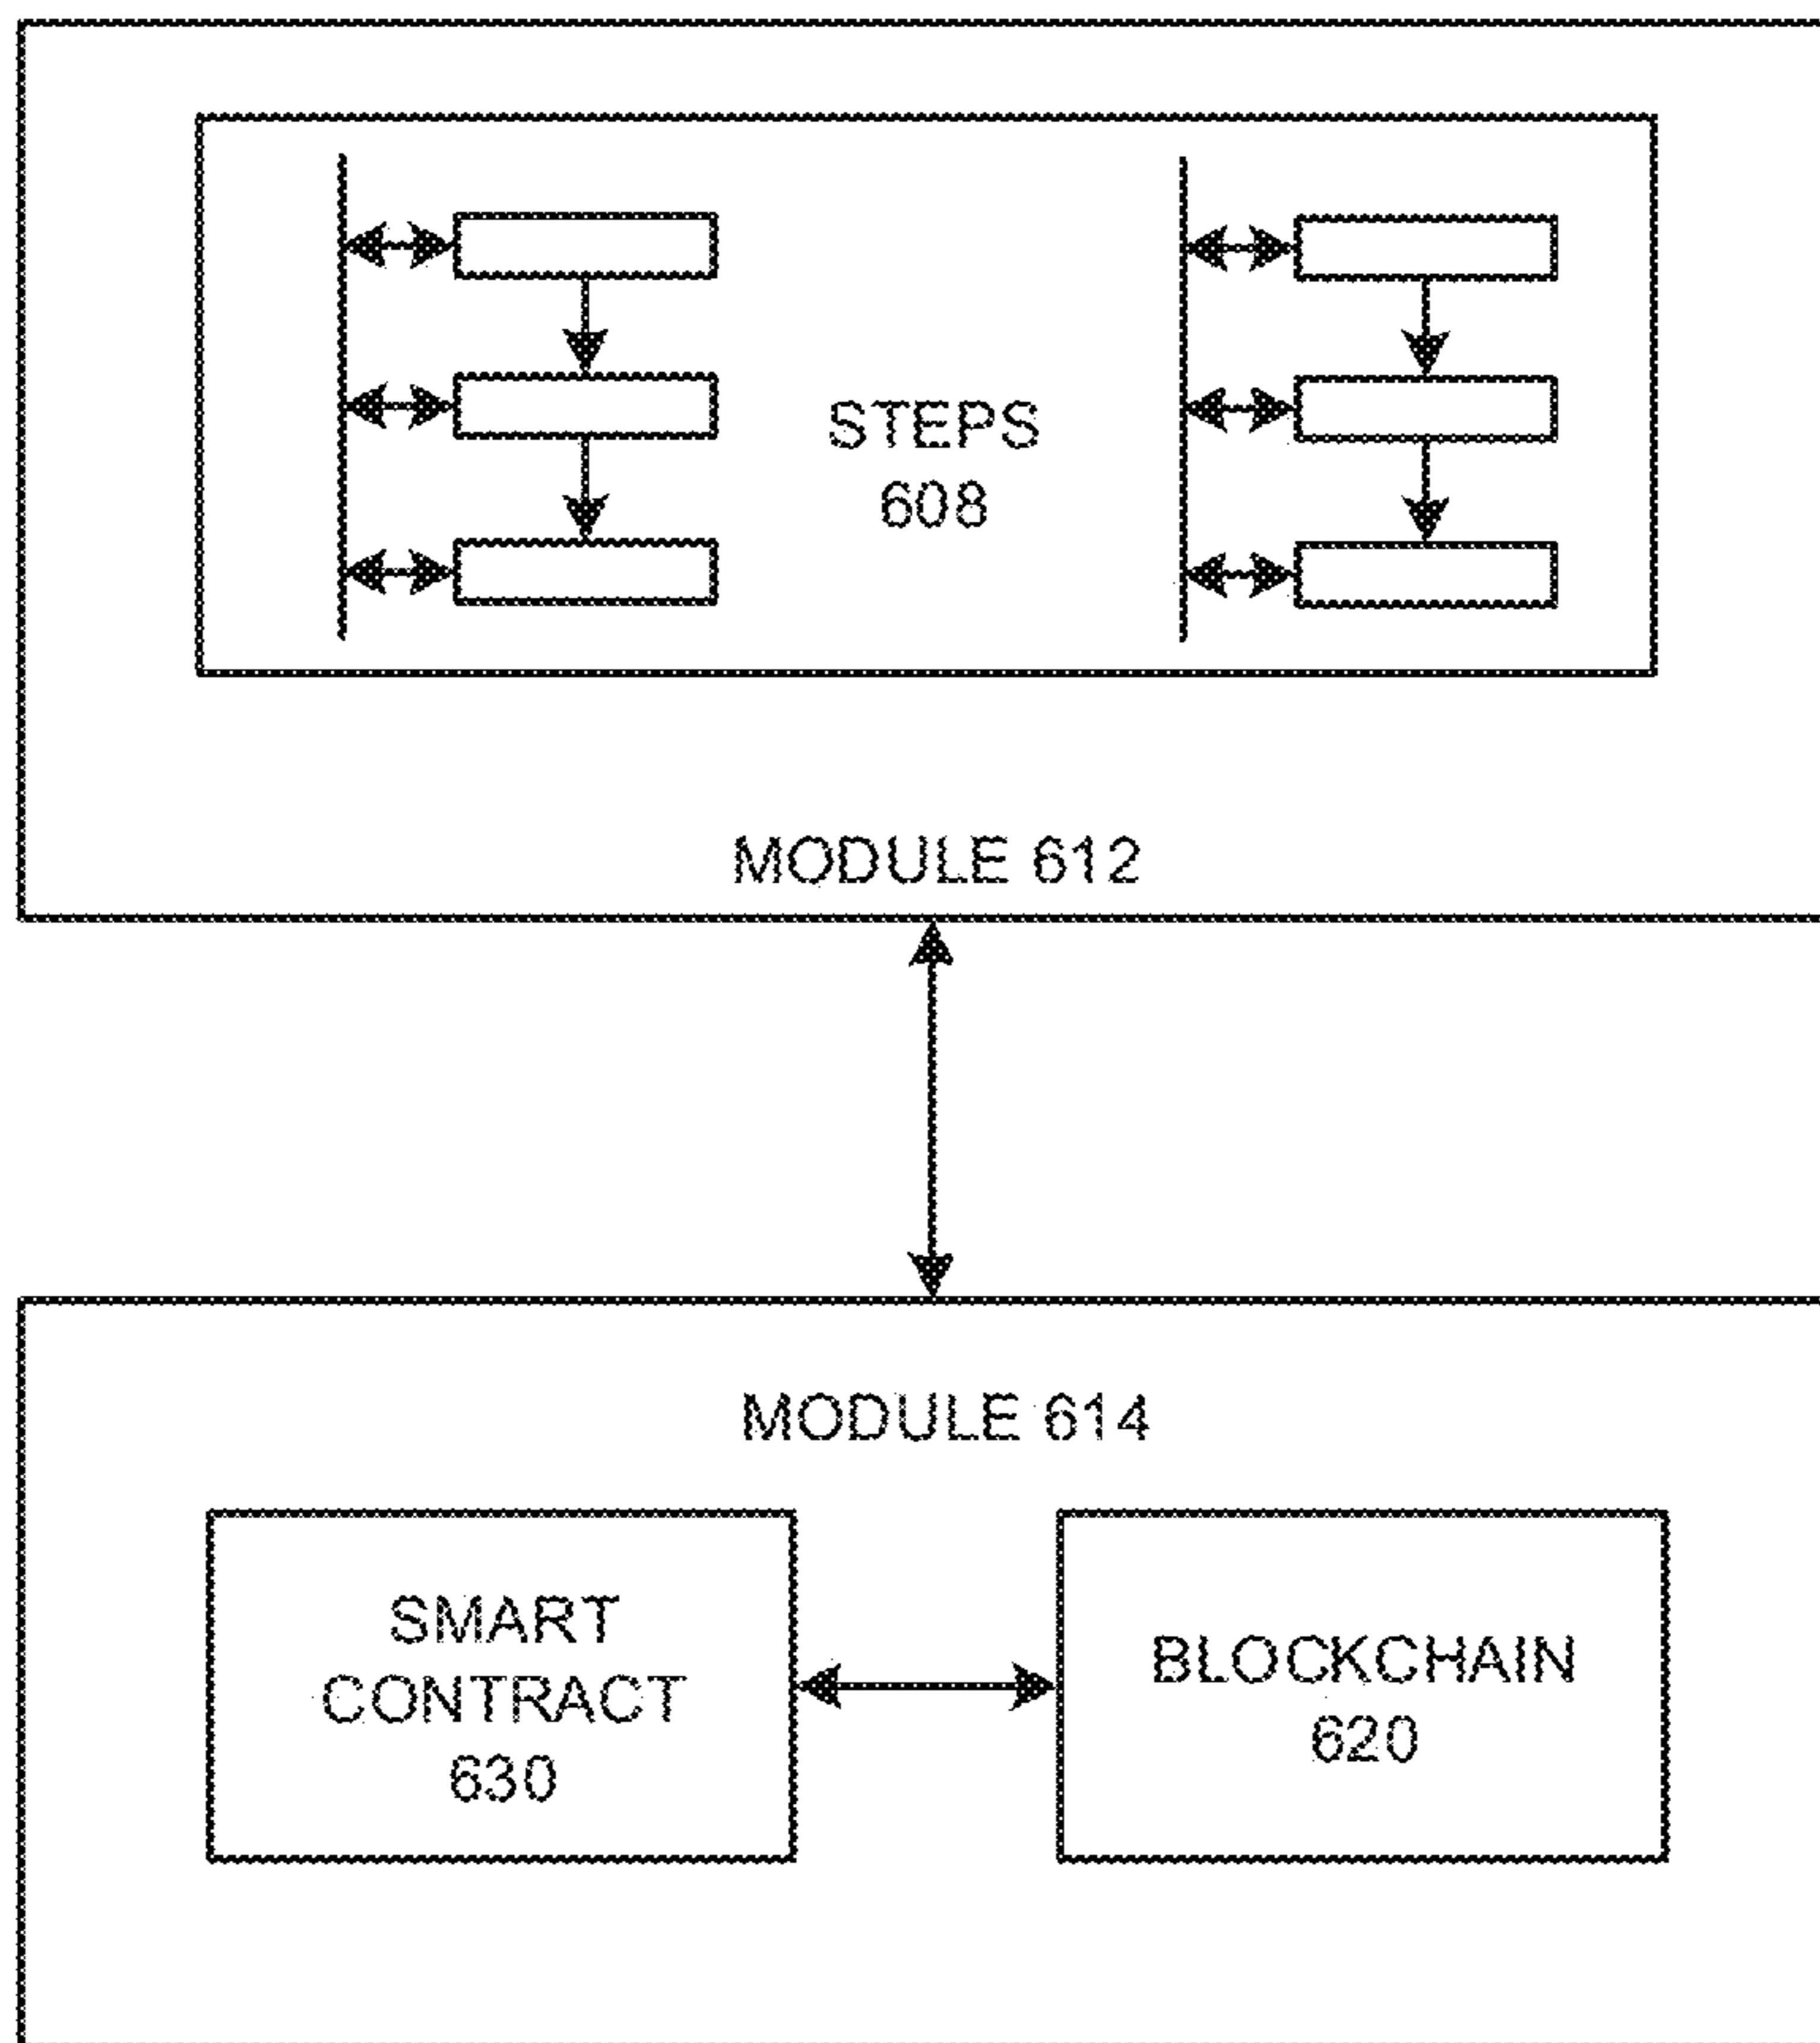 STEPS
608
MODULE 612
MODULE 614
SMART
CONTRACT
630
BLOCKCHAIN
620